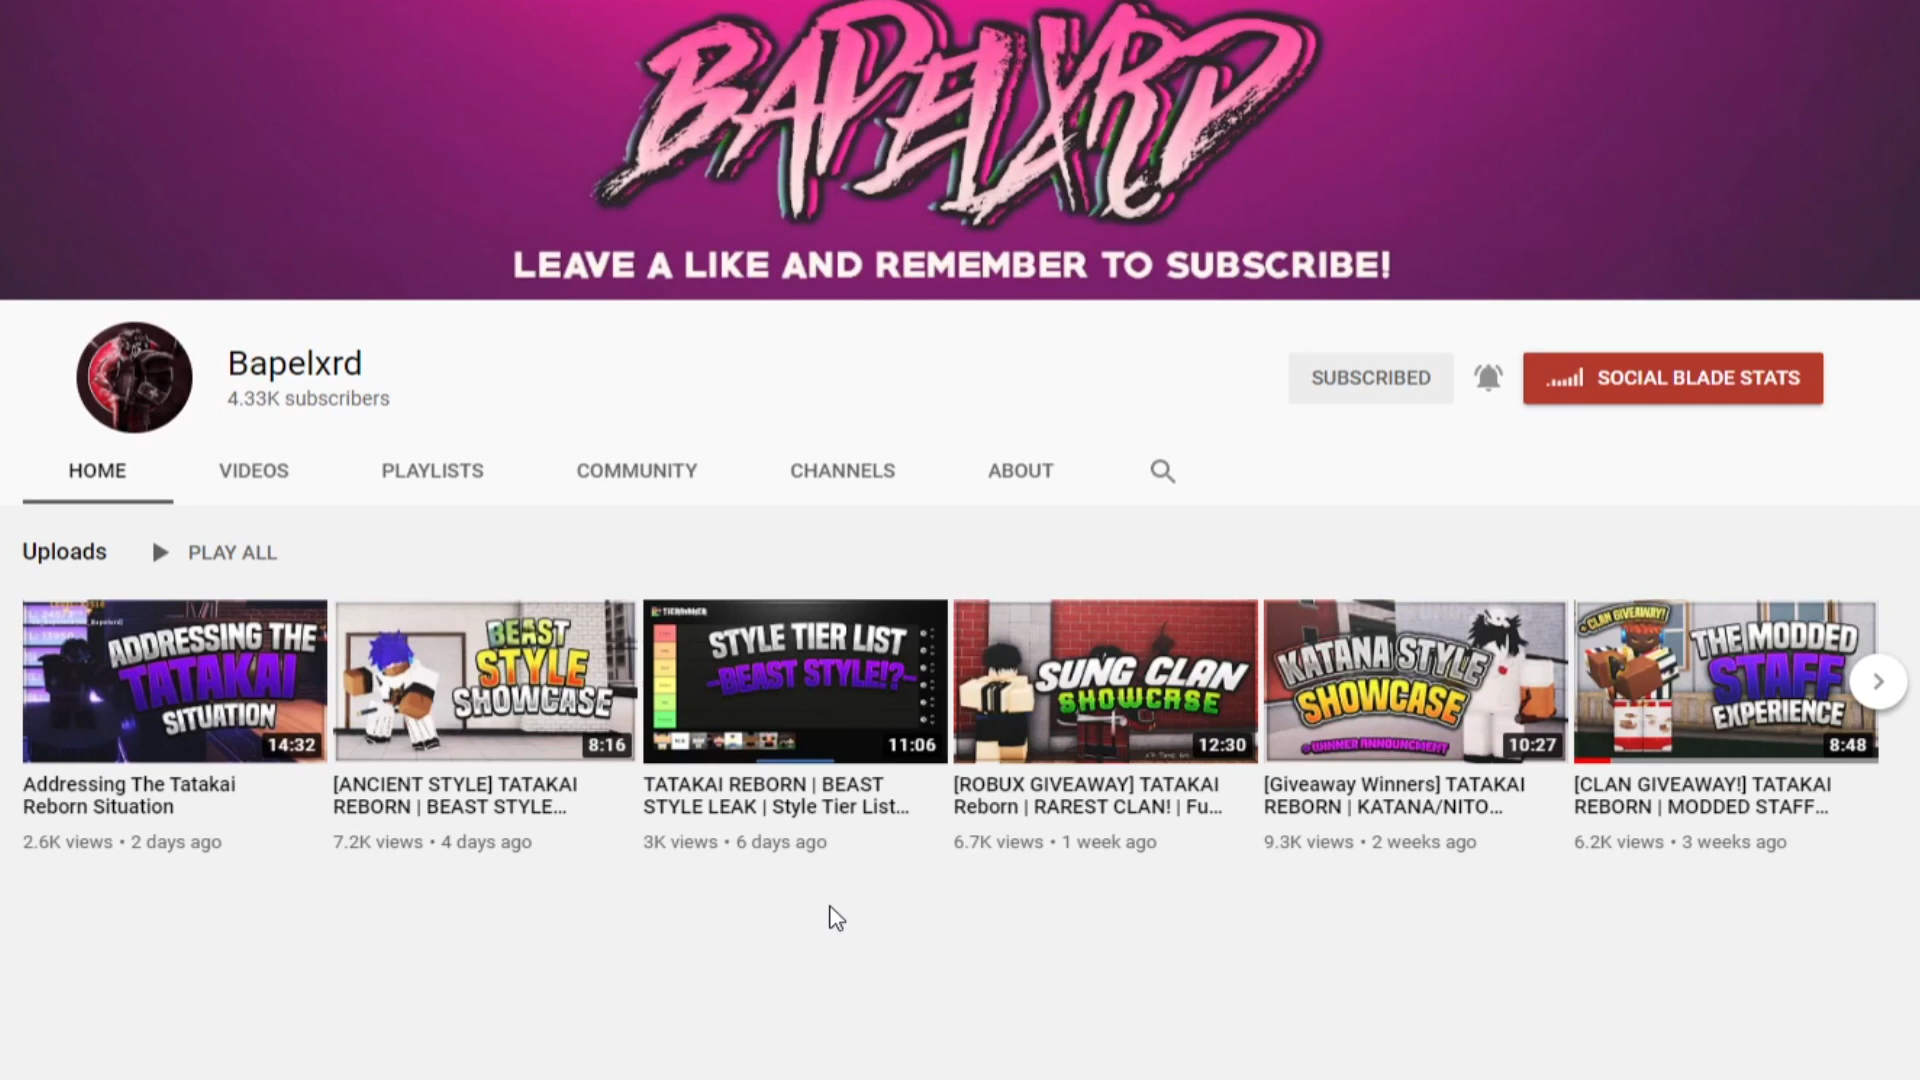 BAPELXRD
LEAVE A LIKE AND REMEMBER TO SUBSCRIBE!
Bapelxrd
4.33K subscribers
SUBSCRIBED
SOCIAL BLADE STATS
HOME
VIDEOS
PLAYLISTS
COMMUNITY
CHANNELS
ABOUT
Uploads
PLAY ALL
ADDRESSING THE
TATAKAI
SITUATION
14:32
Addressing The Tatakai
Reborn Situation
2.6K views • 2 days ago
BEAST
STYLE
SHOWCASE
8:16
[ANCIENT STYLE] TATAKAI
REBORN | BEAST STYLE...
7.2K views • 4 days ago
TIERMAKER
STYLE TIER LIST
-BEAST STYLE!?-
11:06
TATAKAI REBORN | BEAST
STYLE LEAK | Style Tier List...
3K views • 6 days ago
SUNG CLAN
SHOWCASE
12:30
[ROBUX GIVEAWAY] TATAKAI
Reborn | RAREST CLAN! | Fu...
6.7K views • 1 week ago
KATANA STYLE
SHOWCASE
+WINNER ANNOUNCMENT
10:27
[Giveaway Winners] TATAKAI
REBORN | KATANA/NITO...
9.3K views • 2 weeks ago
+CLAN GIVEAWAY!
THE MODDED
STAFF
EXPERIENCE
8:48
[CLAN GIVEAWAY!] TATAKAI
REBORN | MODDED STAFF...
6.2K views • 3 weeks ago